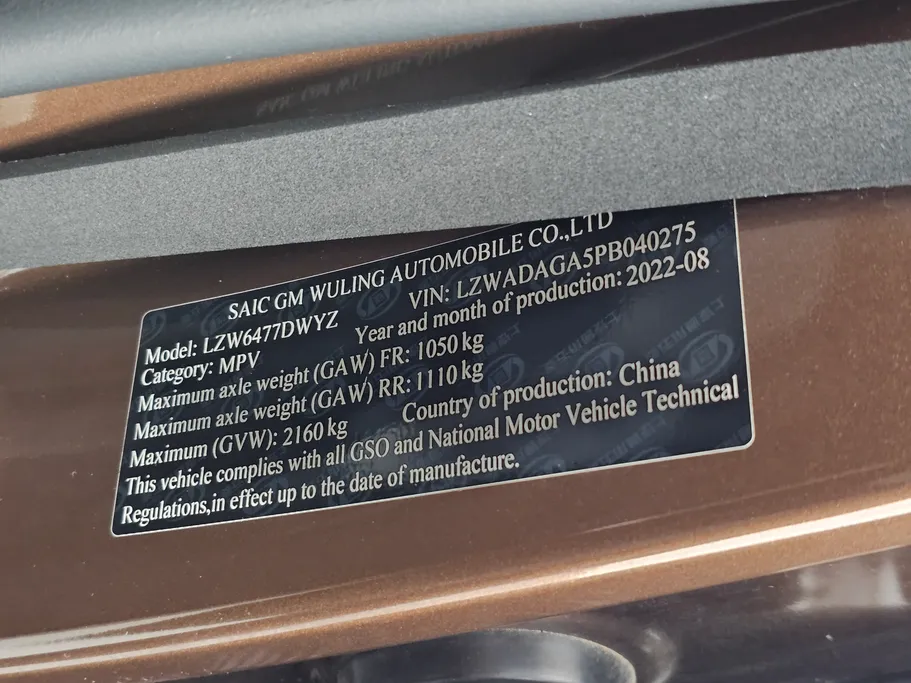 SAIC GM WULING AUTOMOBILE CO.,LTD
Model: LZW6477DWYZ VIN: LZWADAGA5PB040275
Category: MPV Year and month of production: 2022-08
Maximum axle weight (GAW) FR: 1050 kg
Maximum axle weight (GAW) RR: 1110 kg
Maximum (GVW): 2160 kg Country of production: China
This vehicle complies with all GSO and National Motor Vehicle Technical
Regulations,in effect up to the date of manufacture.